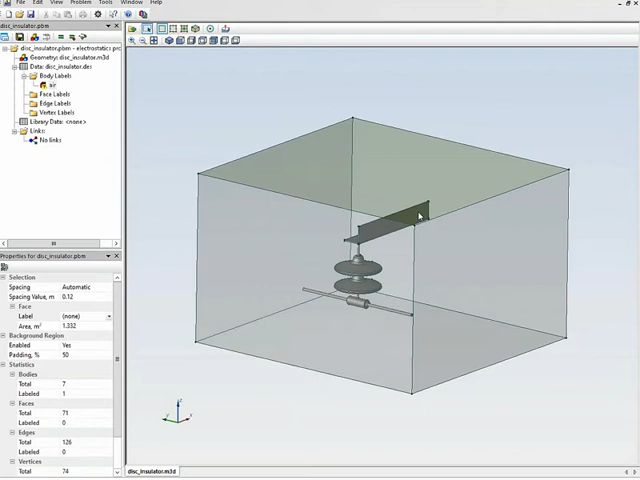 File Edit View Problem Tools Window Help
disc_insulator.pbm
disc_insulator.pbm - electrostatics pr
Geometry: disc_insulator.m3d
Data: disc_insulator.des
Body Labels
air
Face Labels
Edge Labels
Vertex Labels
Library Data: <none>
Links:
No links
Properties for disc_insulator.pbm
Selection
Spacing Automatic
Spacing Value, m 0.12
Face
Label (none)
Area, m² 1.332
Background Region
Enabled Yes
Padding, % 50
Statistics
Bodies
Total 7
Labeled 1
Faces
Total 71
Labeled 0
Edges
Total 126
Labeled 0
Vertices
Total 74
disc_insulator.m3d